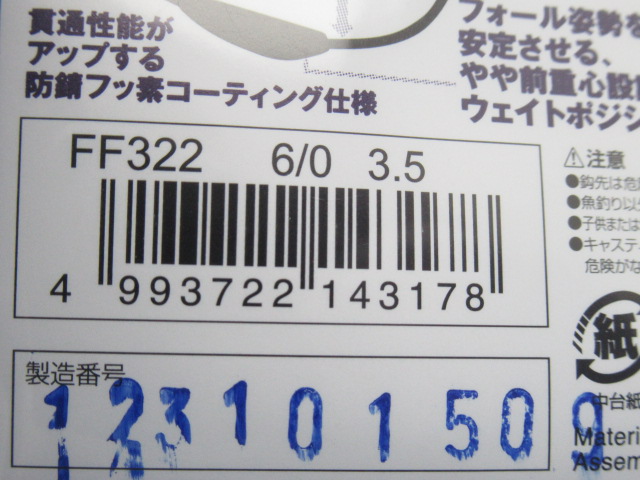 貫通性能が
アップする
防錆フッ素コーティング仕様
フォール姿勢を
安定させる、
やや前重心設
ウェイトポジシ
FF322 6/0 3.5
4 993722 143178
⚠注意
●鈎先は危
●魚釣り以
●子供または
●キャステ
危険がな
製造番号
123101509
紙
中台紙
Materi
Assem